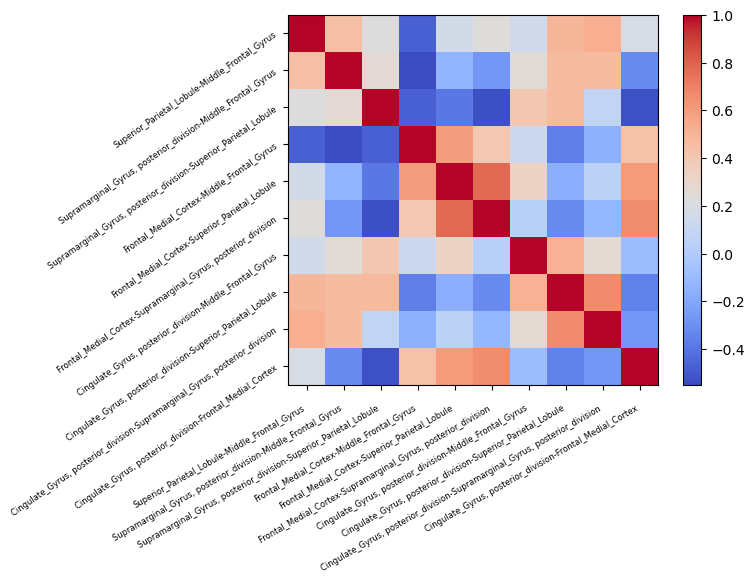 Superior_Parietal_Lobule-Middle_Frontal_Gyrus
Supramarginal_Gyrus, posterior_division-Middle_Frontal_Gyrus
Supramarginal_Gyrus, posterior_division-Superior_Parietal_Lobule
Frontal_Medial_Cortex-Middle_Frontal_Gyrus
Frontal_Medial_Cortex-Superior_Parietal_Lobule
Frontal_Medial_Cortex-Supramarginal_Gyrus, posterior_division
Cingulate_Gyrus, posterior_division-Middle_Frontal_Gyrus
Cingulate_Gyrus, posterior_division-Superior_Parietal_Lobule
Cingulate_Gyrus, posterior_division-Supramarginal_Gyrus, posterior_division
Cingulate_Gyrus, posterior_division-Frontal_Medial_Cortex
Superior_Parietal_Lobule-Middle_Frontal_Gyrus
Supramarginal_Gyrus, posterior_division-Middle_Frontal_Gyrus
Supramarginal_Gyrus, posterior_division-Superior_Parietal_Lobule
Frontal_Medial_Cortex-Middle_Frontal_Gyrus
Frontal_Medial_Cortex-Superior_Parietal_Lobule
Frontal_Medial_Cortex-Supramarginal_Gyrus, posterior_division
Cingulate_Gyrus, posterior_division-Middle_Frontal_Gyrus
Cingulate_Gyrus, posterior_division-Superior_Parietal_Lobule
Cingulate_Gyrus, posterior_division-Supramarginal_Gyrus, posterior_division
Cingulate_Gyrus, posterior_division-Frontal_Medial_Cortex
1.0
0.8
0.6
0.4
0.2
0.0
−0.2
−0.4